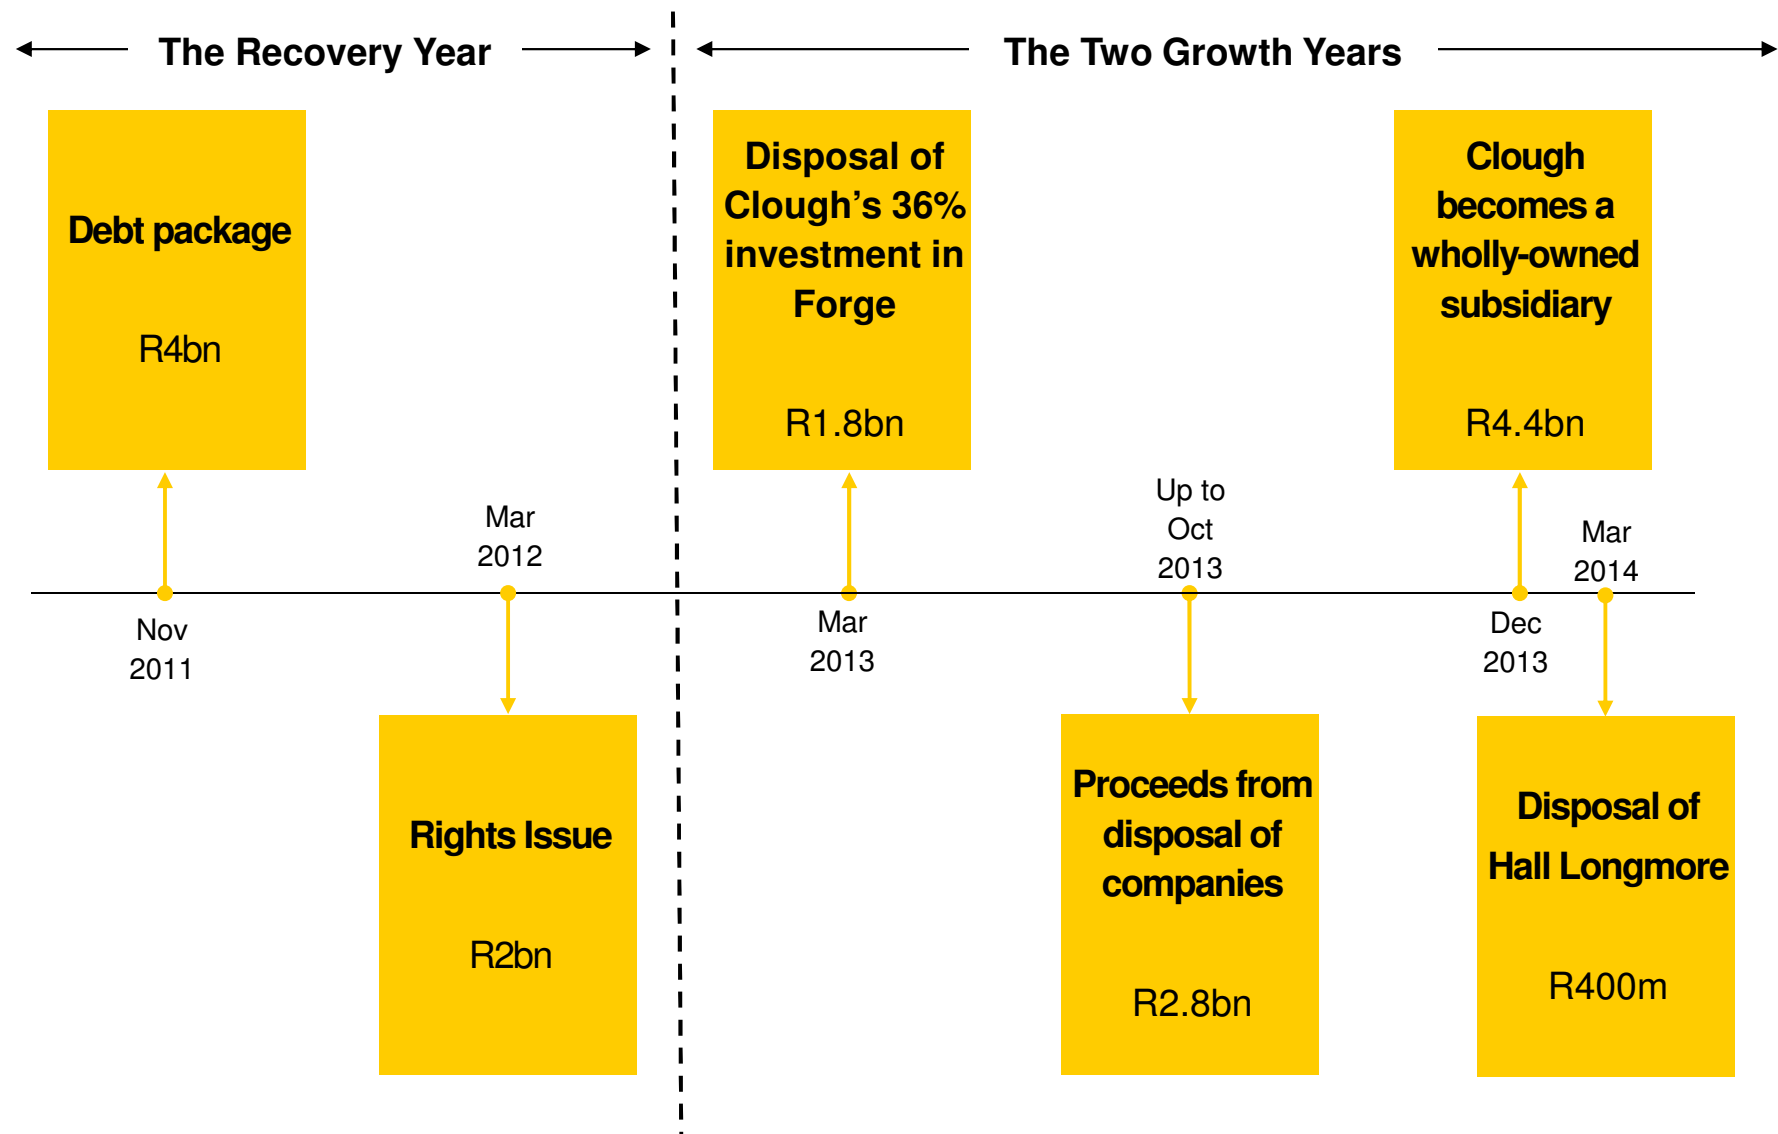 The Recovery Year
The Two Growth Years
Debt package
R4bn
Nov
2011
Mar
2012
Rights Issue
R2bn
Disposal of
Clough’s 36%
investment in
Forge
R1.8bn
Mar
2013
Up to
Oct
2013
Proceeds from
disposal of
companies
R2.8bn
Clough
becomes a
wholly-owned
subsidiary
R4.4bn
Dec
2013
Mar
2014
Disposal of
Hall Longmore
R400m